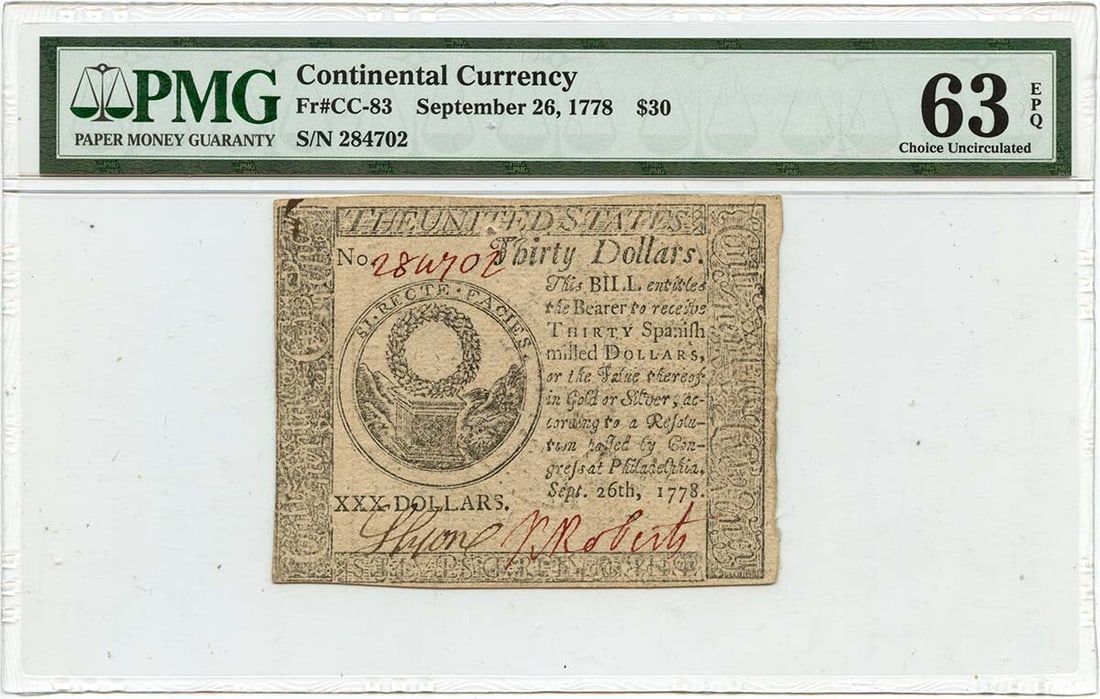 PMG
PAPER MONEY GUARANTY
Continental Currency
Fr#CC-83 September 26, 1778 $30
S/N 284702
63
EPQ
Choice Uncirculated
THE UNITED STATES
No 284702 Thirty Dollars.
SI·RECTE·FACIES·
This BILL entitles
the Bearer to receive
THIRTY Spaniſh
milled DOLLARS,
or the Value thereof
in Gold or Silver, ac-
cording to a Reſolu-
tion paſſed by Con-
greſs at Philadelphia,
Sept. 26th, 1778.
XXX DOLLARS.
Roberts